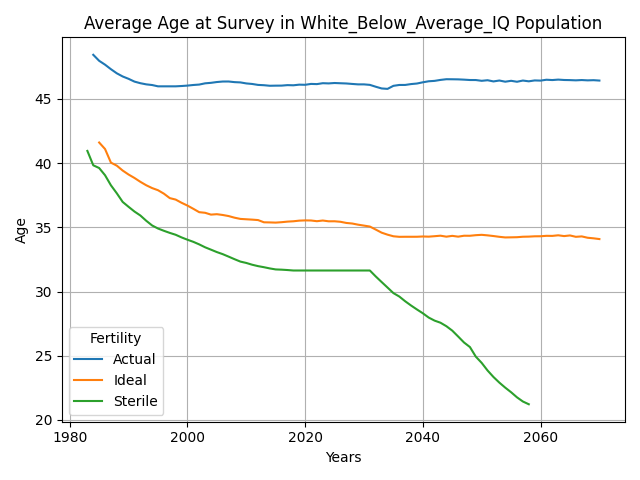 Average Age at Survey in White_Below_Average_IQ Population
Age
45
40
35
30
25
20
Fertility
Actual
Ideal
Sterile
1980
2000
2020
2040
2060
Years